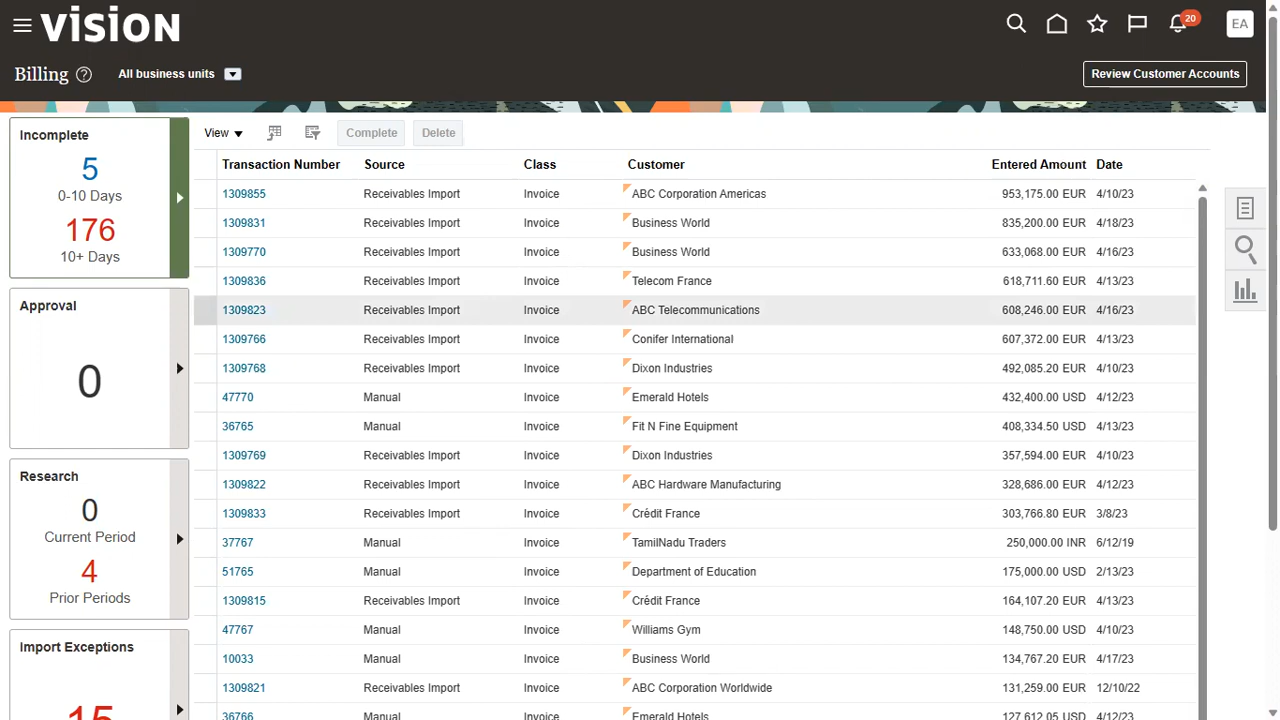 VISION
20
EA
Billing ? All business units
Review Customer Accounts
Incomplete
5
0-10 Days
176
10+ Days
Approval
0
Research
0
Current Period
4
Prior Periods
Import Exceptions
15
View Complete Delete
Transaction Number Source Class Customer Entered Amount Date
1309855 Receivables Import Invoice ABC Corporation Americas 953,175.00 EUR 4/10/23
1309831 Receivables Import Invoice Business World 835,200.00 EUR 4/18/23
1309770 Receivables Import Invoice Business World 633,068.00 EUR 4/16/23
1309836 Receivables Import Invoice Telecom France 618,711.60 EUR 4/13/23
1309823 Receivables Import Invoice ABC Telecommunications 608,246.00 EUR 4/16/23
1309766 Receivables Import Invoice Conifer International 607,372.00 EUR 4/13/23
1309768 Receivables Import Invoice Dixon Industries 492,085.20 EUR 4/10/23
47770 Manual Invoice Emerald Hotels 432,400.00 USD 4/12/23
36765 Manual Invoice Fit N Fine Equipment 408,334.50 USD 4/13/23
1309769 Receivables Import Invoice Dixon Industries 357,594.00 EUR 4/10/23
1309822 Receivables Import Invoice ABC Hardware Manufacturing 328,686.00 EUR 4/12/23
1309833 Receivables Import Invoice Crédit France 303,766.80 EUR 3/8/23
37767 Manual Invoice TamilNadu Traders 250,000.00 INR 6/12/19
51765 Manual Invoice Department of Education 175,000.00 USD 2/13/23
1309815 Receivables Import Invoice Crédit France 164,107.20 EUR 4/13/23
47767 Manual Invoice Williams Gym 148,750.00 USD 4/10/23
10033 Manual Invoice Business World 134,767.20 EUR 4/17/23
1309821 Receivables Import Invoice ABC Corporation Worldwide 131,259.00 EUR 12/10/22
36766 Manual Invoice Emerald Hotels 127,612.05 USD 4/12/23